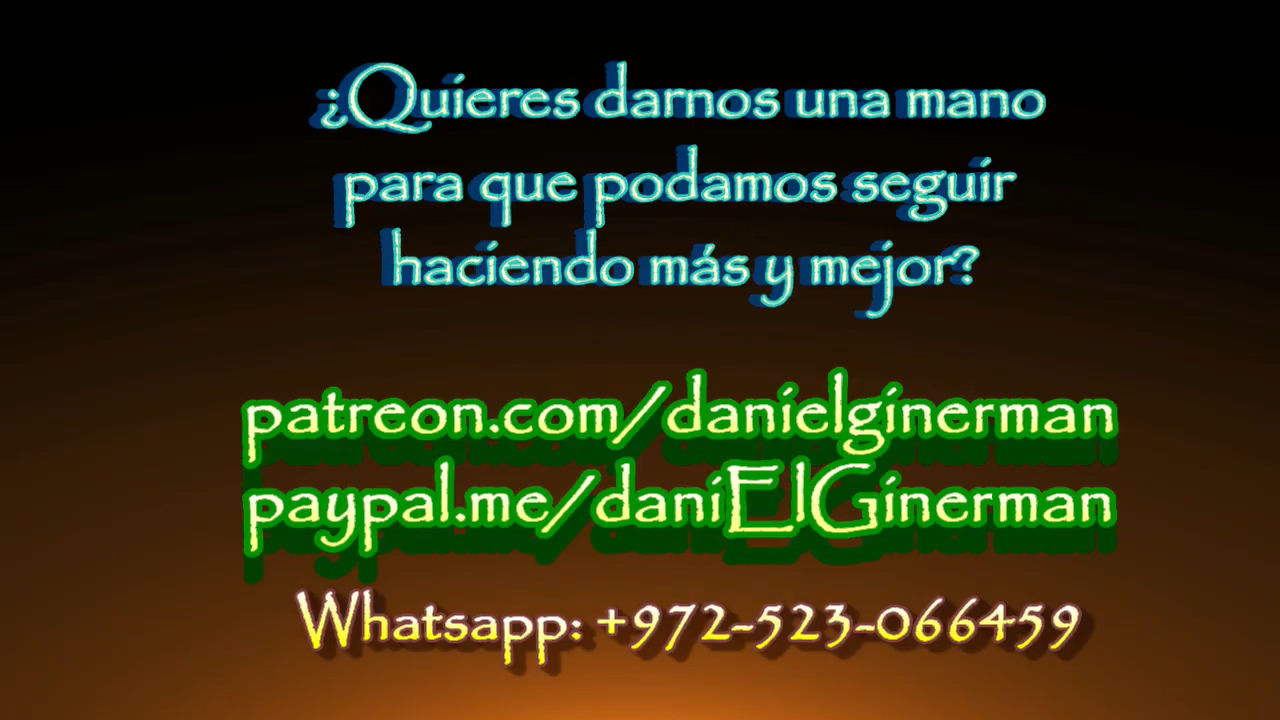 ¿Quieres darnos una mano
para que podamos seguir
haciendo más y mejor?
patreon.com/danielginerman
paypal.me/daniElGinerman
Whatsapp: +972-523-066459